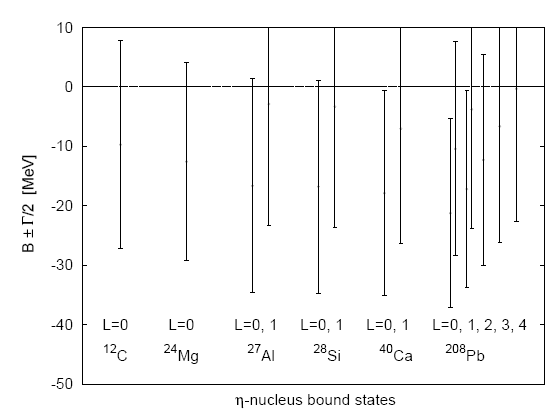 10
0
-10
-20
-30
-40
-50
B ± Γ/2 [MeV]
L=0 L=0 L=0, 1 L=0, 1 L=0, 1 L=0, 1, 2, 3, 4
¹²C ²⁴Mg ²⁷Al ²⁸Si ⁴⁰Ca ²⁰⁸Pb
η-nucleus bound states